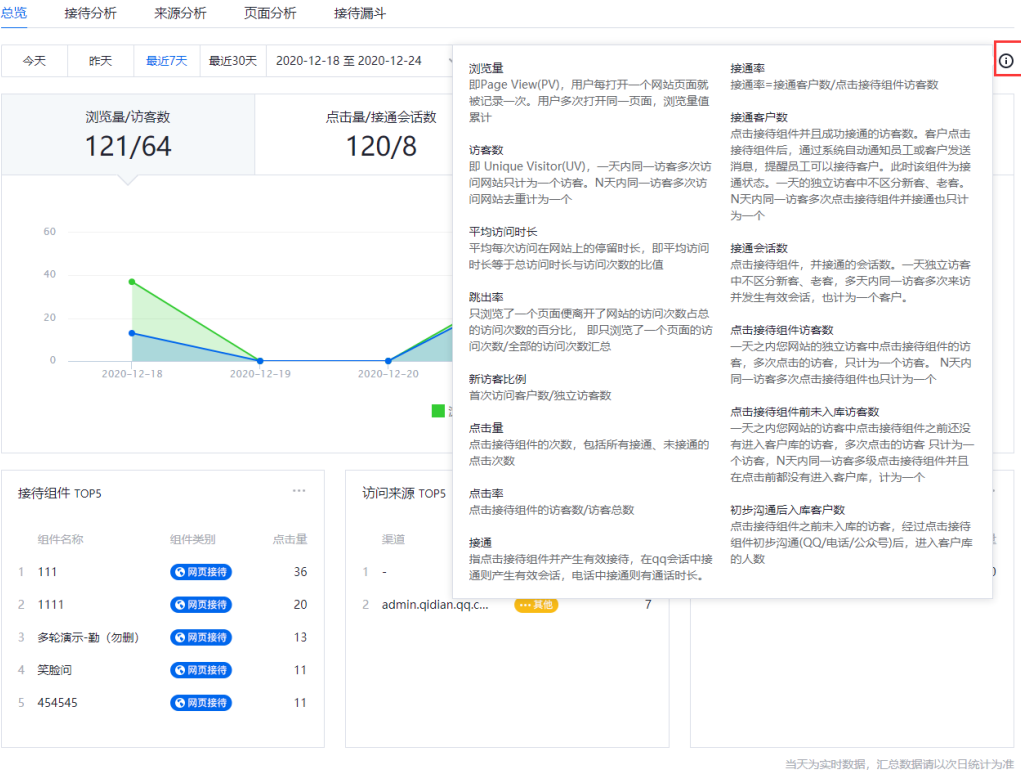 总览 接待分析 来源分析 页面分析 接待漏斗
今天 昨天 最近7天 最近30天 2020-12-18 至 2020-12-24
浏览量/访客数
121/64
点击量/接通会话数
120/8
60
40
20
0
2020-12-18 2020-12-19 2020-12-20
浏览量
即Page View(PV)，用户每打开一个网站页面就
被记录一次。用户多次打开同一页面，浏览量值
累计
访客数
即 Unique Visitor(UV)，一天内同一访客多次访
问网站只计为一个访客。N天内同一访客多次访
问网站去重计为一个
平均访问时长
平均每次访问在网站上的停留时长，即平均访问
时长等于总访问时长与访问次数的比值
跳出率
只浏览了一个页面便离开了网站的访问次数占总
的访问次数的百分比， 即只浏览了一个页面的访
问次数/全部的访问次数汇总
新访客比例
首次访问客户数/独立访客数
点击量
点击接待组件的次数，包括所有接通、未接通的
点击次数
点击率
点击接待组件的访客数/访客总数
接通
指点击接待组件并产生有效接待，在qq会话中接
通则产生有效会话，电话中接通则有通话时长。
接通率
接通率=接通客户数/点击接待组件访客数
接通客户数
点击接待组件并且成功接通的访客数。客户点击
接待组件后，通过系统自动通知员工或客户发送
消息，提醒员工可以接待客户。此时该组件为接
通状态。一天的独立访客中不区分新客、老客。
N天内同一访客多次点击接待组件并接通也只计
为一个
接通会话数
点击接待组件，并接通的会话数。一天独立访客
中不区分新客、老客，多天内同一访客多次来访
并发生有效会话，也计为一个客户。
点击接待组件访客数
一天之内您网站的独立访客中点击接待组件的访
客，多次点击的访客，只计为一个访客。 N天内
同一访客多次点击接待组件也只计为一个
点击接待组件前未入库访客数
一天之内您网站的访客中点击接待组件之前还没
有进入客户库的访客，多次点击的访客 只计为一
个访客，N天内同一访客多级点击接待组件并且
在点击前都没有进入客户库，计为一个
初步沟通后入库客户数
点击接待组件之前未入库的访客，经过点击接待
组件初步沟通(QQ/电话/公众号)后，进入客户库
的人数
接待组件 TOP5
组件名称 组件类别 点击量
1 111 网页接待 36
2 1111 网页接待 20
3 多轮演示-勤（勿删） 网页接待 13
4 笑脸问 网页接待 11
5 454545 网页接待 11
访问来源 TOP5
渠道
1 -
2 admin.qidian.qq.c... 其他 7
当天为实时数据，汇总数据请以次日统计为准